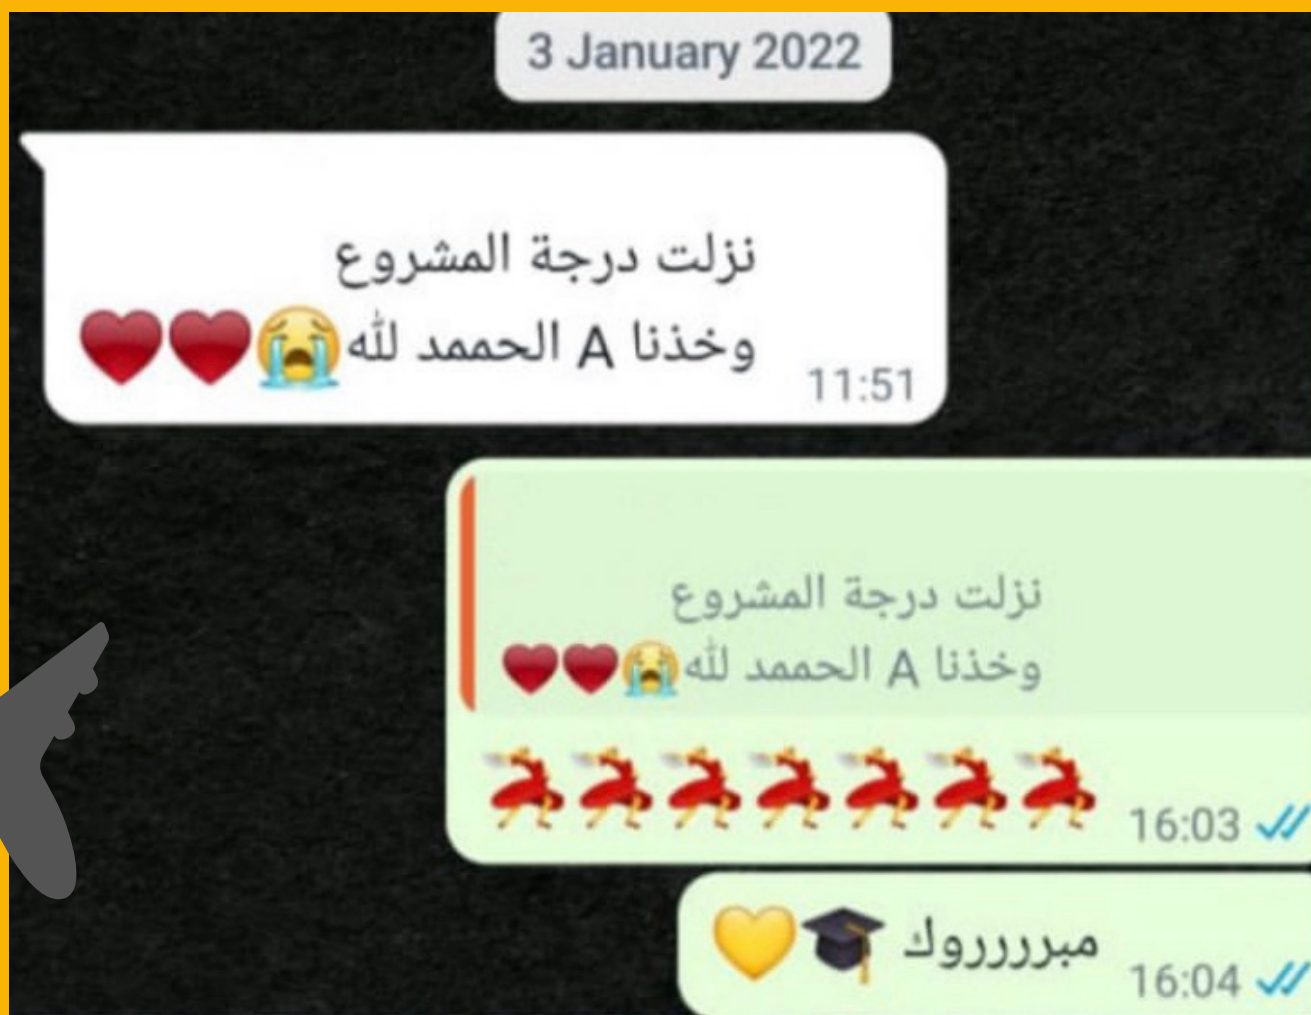 3 January 2022
نزلت درجة المشروع
وخذنا A الحممد لله😭♥️♥️
11:51
نزلت درجة المشروع
وخذنا A الحممد لله😭♥️♥️
💃💃💃💃💃💃💃
16:03
مبررررروك 🎓💛
16:04